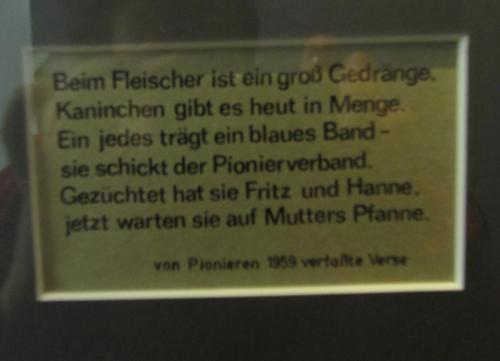 Beim Fleischer ist ein groß Gedränge,
Kaninchen gibt es heut in Menge.
Ein jedes trägt ein blaues Band -
sie schickt der Pionierverband.
Gezüchtet hat sie Fritz und Hanne,
jetzt warten sie auf Mutters Pfanne.
von Pionieren 1959 verfaßte Verse